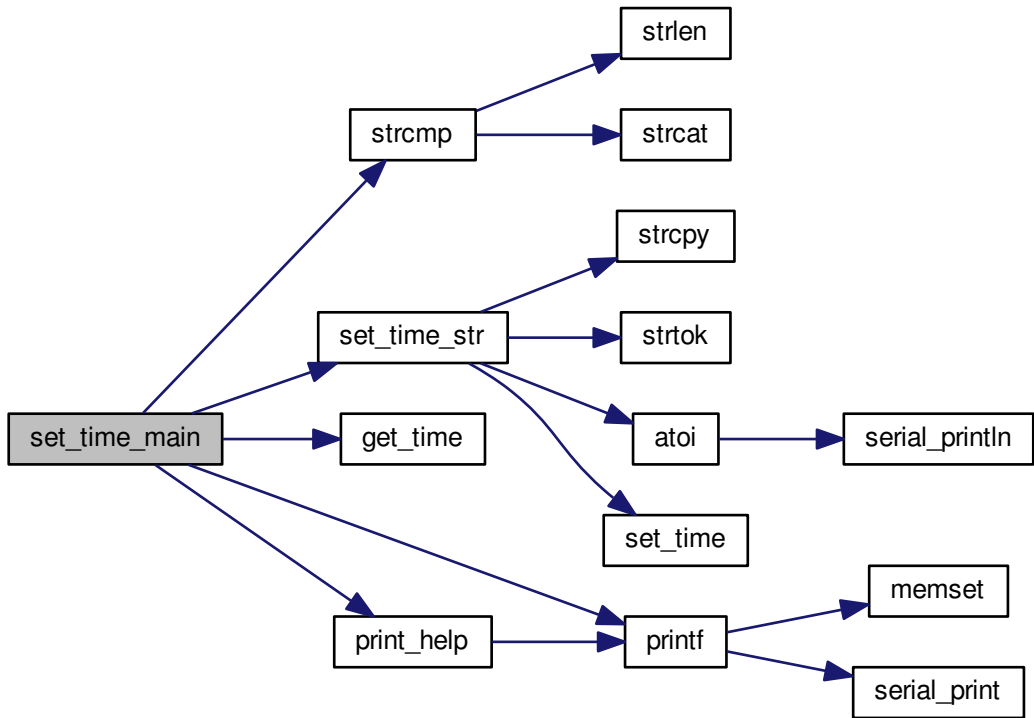 strlen
strcmp
strcat
strcpy
set_time_str
strtok
set_time_main
get_time
atoi
serial_println
set_time
memset
print_help
printf
serial_print